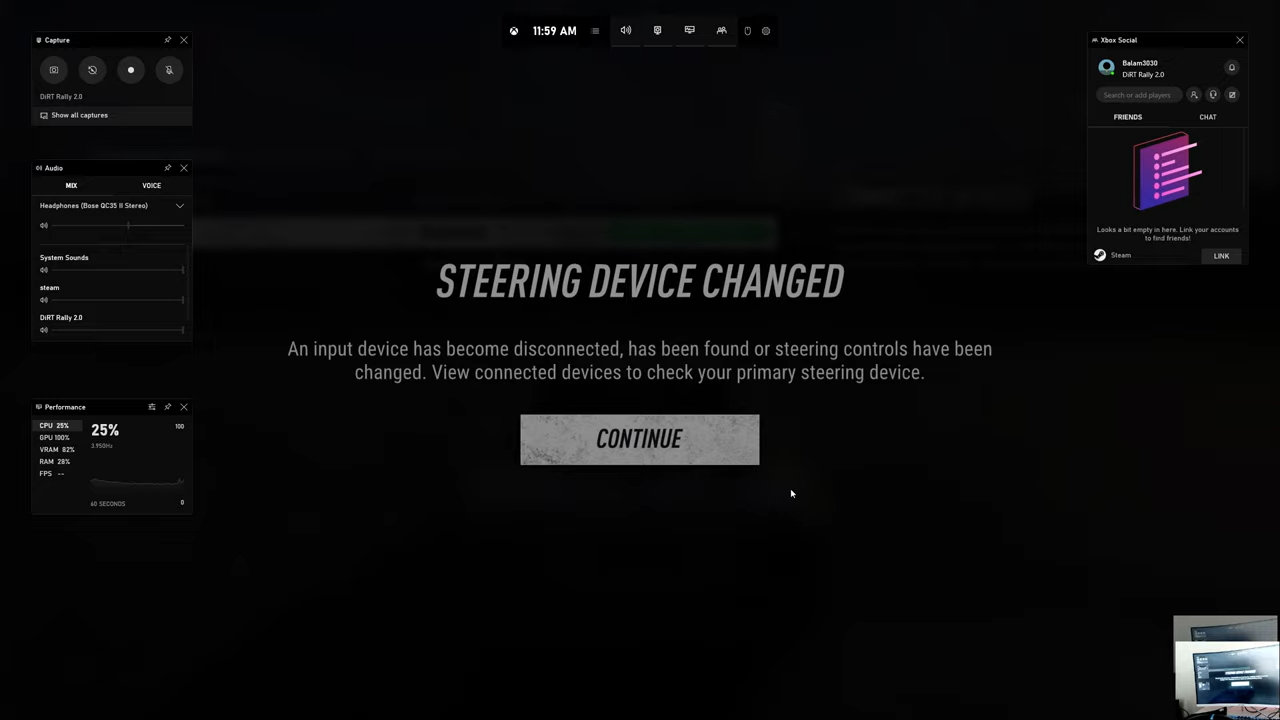 11:59 AM
Capture
DiRT Rally 2.0
Show all captures
Audio
MIX
VOICE
Headphones (Bose QC35 II Stereo)
System Sounds
steam
DiRT Rally 2.0
Performance
CPU 25%
GPU 100%
VRAM 82%
RAM 28%
FPS --
25%
100
3.95GHz
60 SECONDS
0
STEERING DEVICE CHANGED
An input device has become disconnected, has been found or steering controls have been
changed. View connected devices to check your primary steering device.
CONTINUE
Xbox Social
Balam3030
DiRT Rally 2.0
Search or add players
FRIENDS
CHAT
Looks a bit empty in here. Link your accounts
to find friends!
Steam
LINK